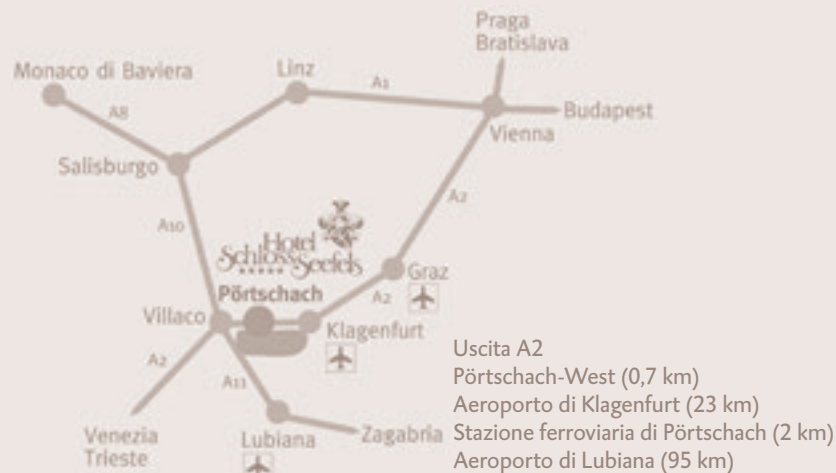 Praga
Bratislava
Monaco di Baviera
Linz
A1
A8
Budapest
Vienna
Salisburgo
A10
A2
Hotel
Schloss Seefels
★★★★★
Graz
Pörtschach
A2
Villaco
Klagenfurt
A2
A11
Venezia
Trieste
Lubiana
Zagabria
Uscita A2
Pörtschach-West (0,7 km)
Aeroporto di Klagenfurt (23 km)
Stazione ferroviaria di Pörtschach (2 km)
Aeroporto di Lubiana (95 km)